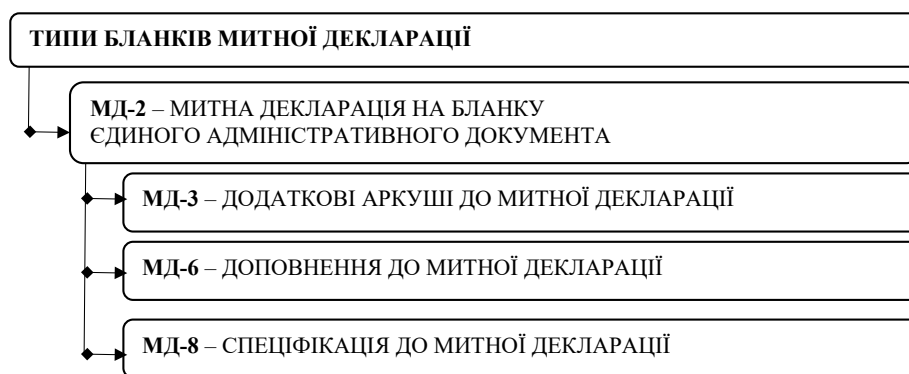 ТИПИ БЛАНКІВ МИТНОЇ ДЕКЛАРАЦІЇ
МД-2 – МИТНА ДЕКЛАРАЦІЯ НА БЛАНКУ
ЄДИНОГО АДМІНІСТРАТИВНОГО ДОКУМЕНТА
МД-3 – ДОДАТКОВІ АРКУШІ ДО МИТНОЇ ДЕКЛАРАЦІЇ
МД-6 – ДОПОВНЕННЯ ДО МИТНОЇ ДЕКЛАРАЦІЇ
МД-8 – СПЕЦІФІКАЦІЯ ДО МИТНОЇ ДЕКЛАРАЦІЇ